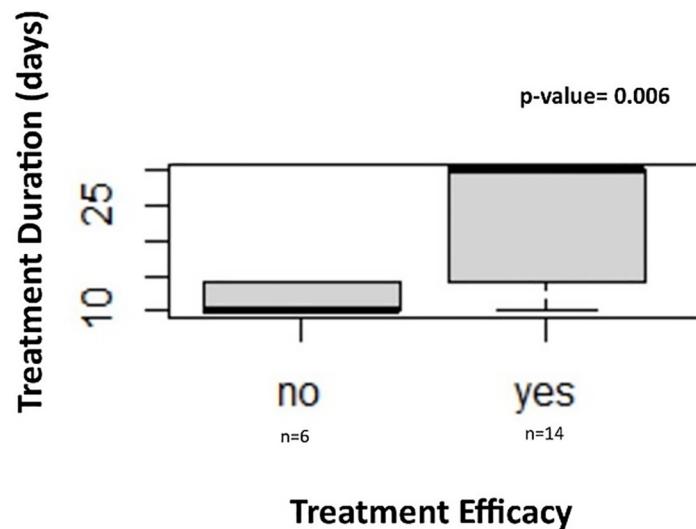 Treatment Duration (days)
p-value= 0.006
25
10
no
yes
n=6
n=14
Treatment Efficacy